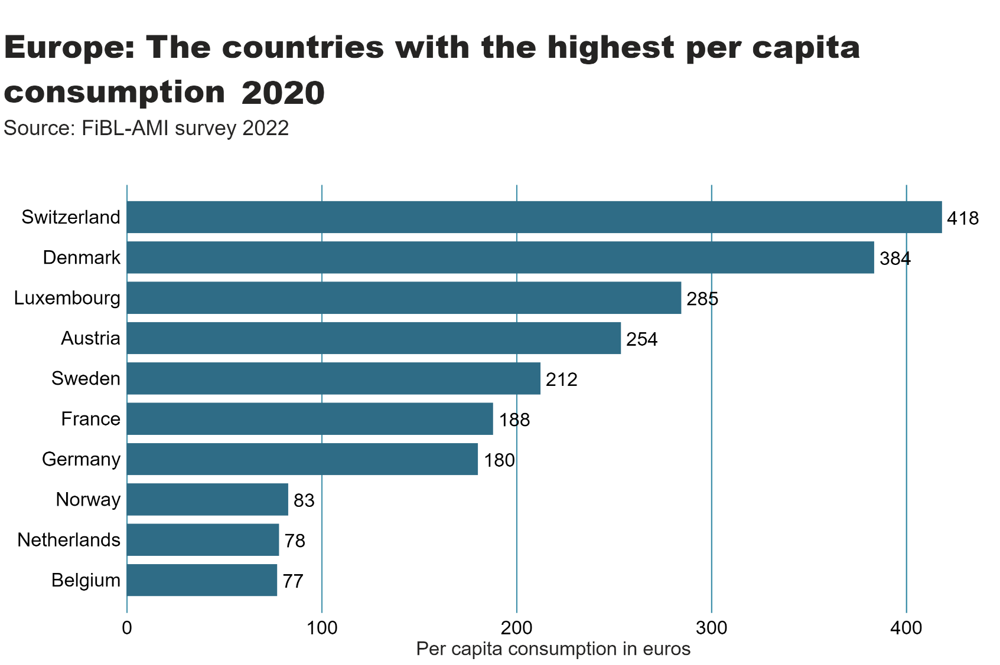 Europe: The countries with the highest per capita
consumption 2020
Source: FiBL-AMI survey 2022
Switzerland 418
Denmark 384
Luxembourg 285
Austria 254
Sweden 212
France 188
Germany 180
Norway 83
Netherlands 78
Belgium 77
0 100 200 300 400
Per capita consumption in euros